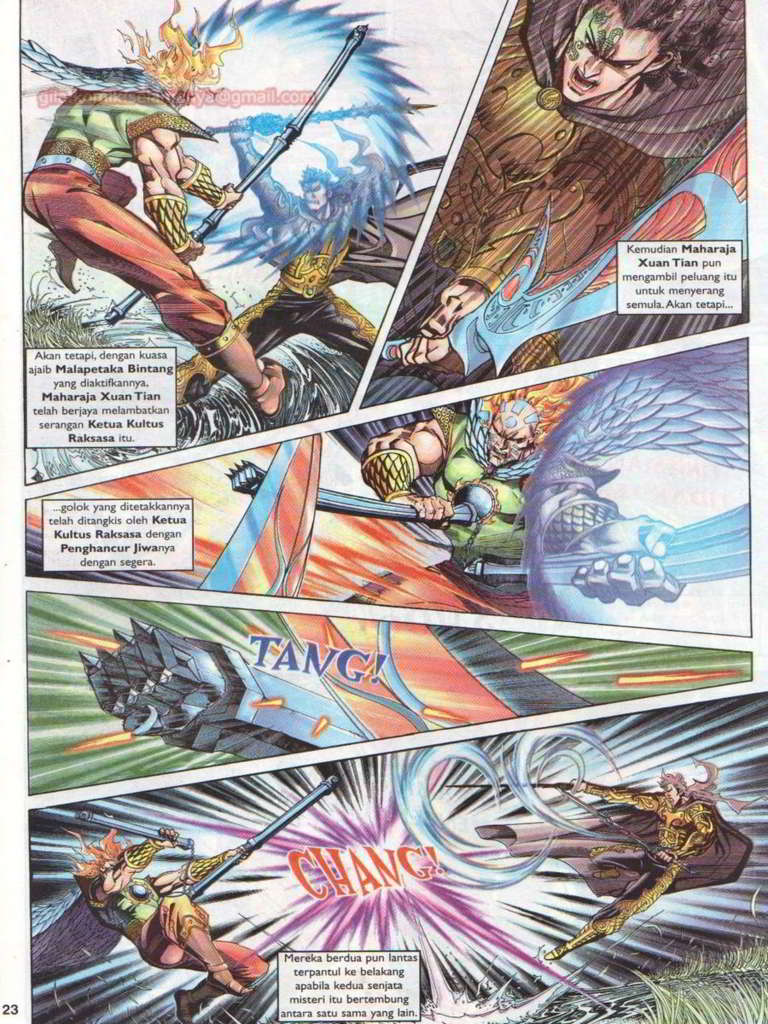 Akan tetapi, dengan kuasa
ajaib Malapetaka Bintang
yang diaktifkannya,
Maharaja Xuan Tian
telah berjaya melambatkan
serangan Ketua Kultus
Raksasa itu.
Kemudian Maharaja
Xuan Tian pun
mengambil peluang itu
untuk menyerang
semula. Akan tetapi...
...golok yang ditetakkannya
telah ditangkis oleh Ketua
Kultus Raksasa dengan
Penghancur Jiwanya
dengan segera.
TANG!
CHANG!
Mereka berdua pun lantas
terpantul ke belakang
apabila kedua senjata
misteri itu bertembung
antara satu sama yang lain.
23